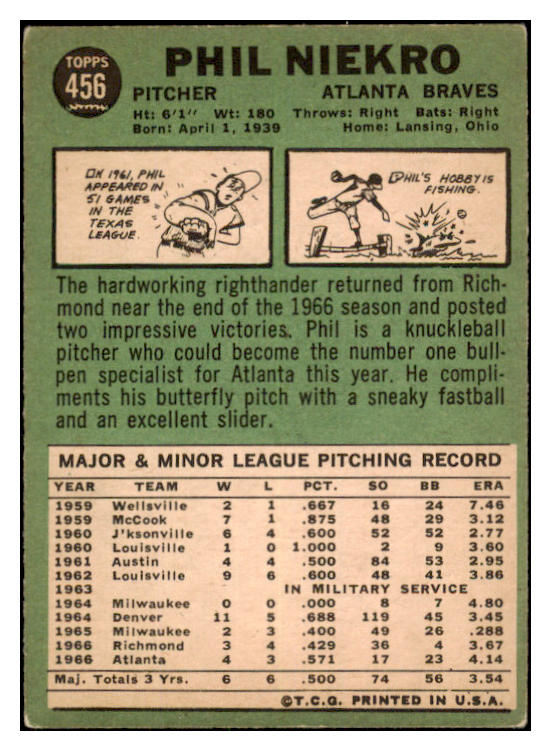 TOPPS
456
PHIL NIEKRO
PITCHER ATLANTA BRAVES
Ht: 6'1" Wt: 180 Throws: Right Bats: Right
Born: April 1, 1939 Home: Lansing, Ohio
IN 1961, PHIL
APPEARED IN
51 GAMES
IN THE
TEXAS
LEAGUE.
PHIL'S HOBBY IS
FISHING.
The hardworking righthander returned from Rich-
mond near the end of the 1966 season and posted
two impressive victories. Phil is a knuckleball
pitcher who could become the number one bull-
pen specialist for Atlanta this year. He compli-
ments his butterfly pitch with a sneaky fastball
and an excellent slider.
MAJOR & MINOR LEAGUE PITCHING RECORD
YEAR TEAM W L PCT. SO BB ERA
1959 Wellsville 2 1 .667 16 24 7.46
1959 McCook 7 1 .875 48 29 3.12
1960 J'ksonville 6 4 .600 52 52 2.77
1960 Louisville 1 0 1.000 2 9 3.60
1961 Austin 4 4 .500 84 53 2.95
1962 Louisville 9 6 .600 48 41 3.86
1963 IN MILITARY SERVICE
1964 Milwaukee 0 0 .000 8 7 4.80
1964 Denver 11 5 .688 119 45 3.45
1965 Milwaukee 2 3 .400 49 26 .288
1966 Richmond 3 4 .429 36 4 3.67
1966 Atlanta 4 3 .571 17 23 4.14
Maj. Totals 3 Yrs. 6 6 .500 74 56 3.54
©T.C.G. PRINTED IN U.S.A.